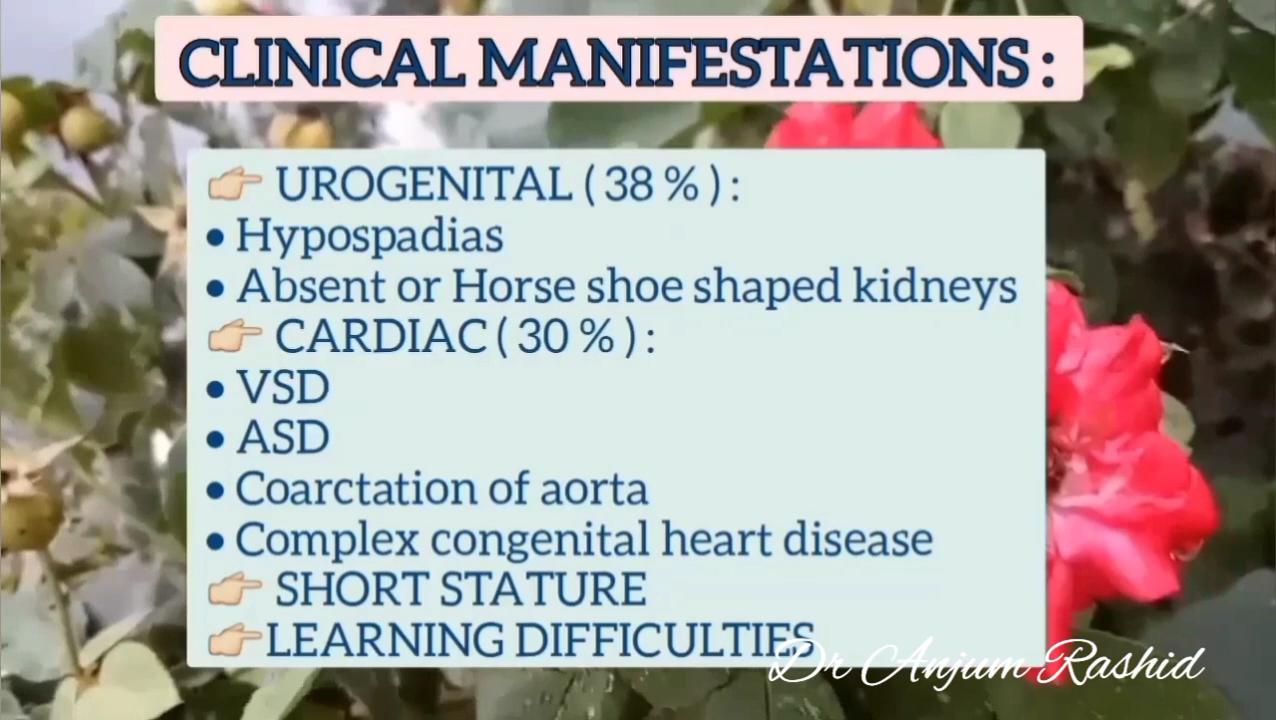 CLINICAL MANIFESTATIONS :
👉 UROGENITAL ( 38 % ) :
• Hypospadias
• Absent or Horse shoe shaped kidneys
👉 CARDIAC ( 30 % ) :
• VSD
• ASD
• Coarctation of aorta
• Complex congenital heart disease
👉 SHORT STATURE
👉LEARNING DIFFICULTIES
Dr Anjum Rashid